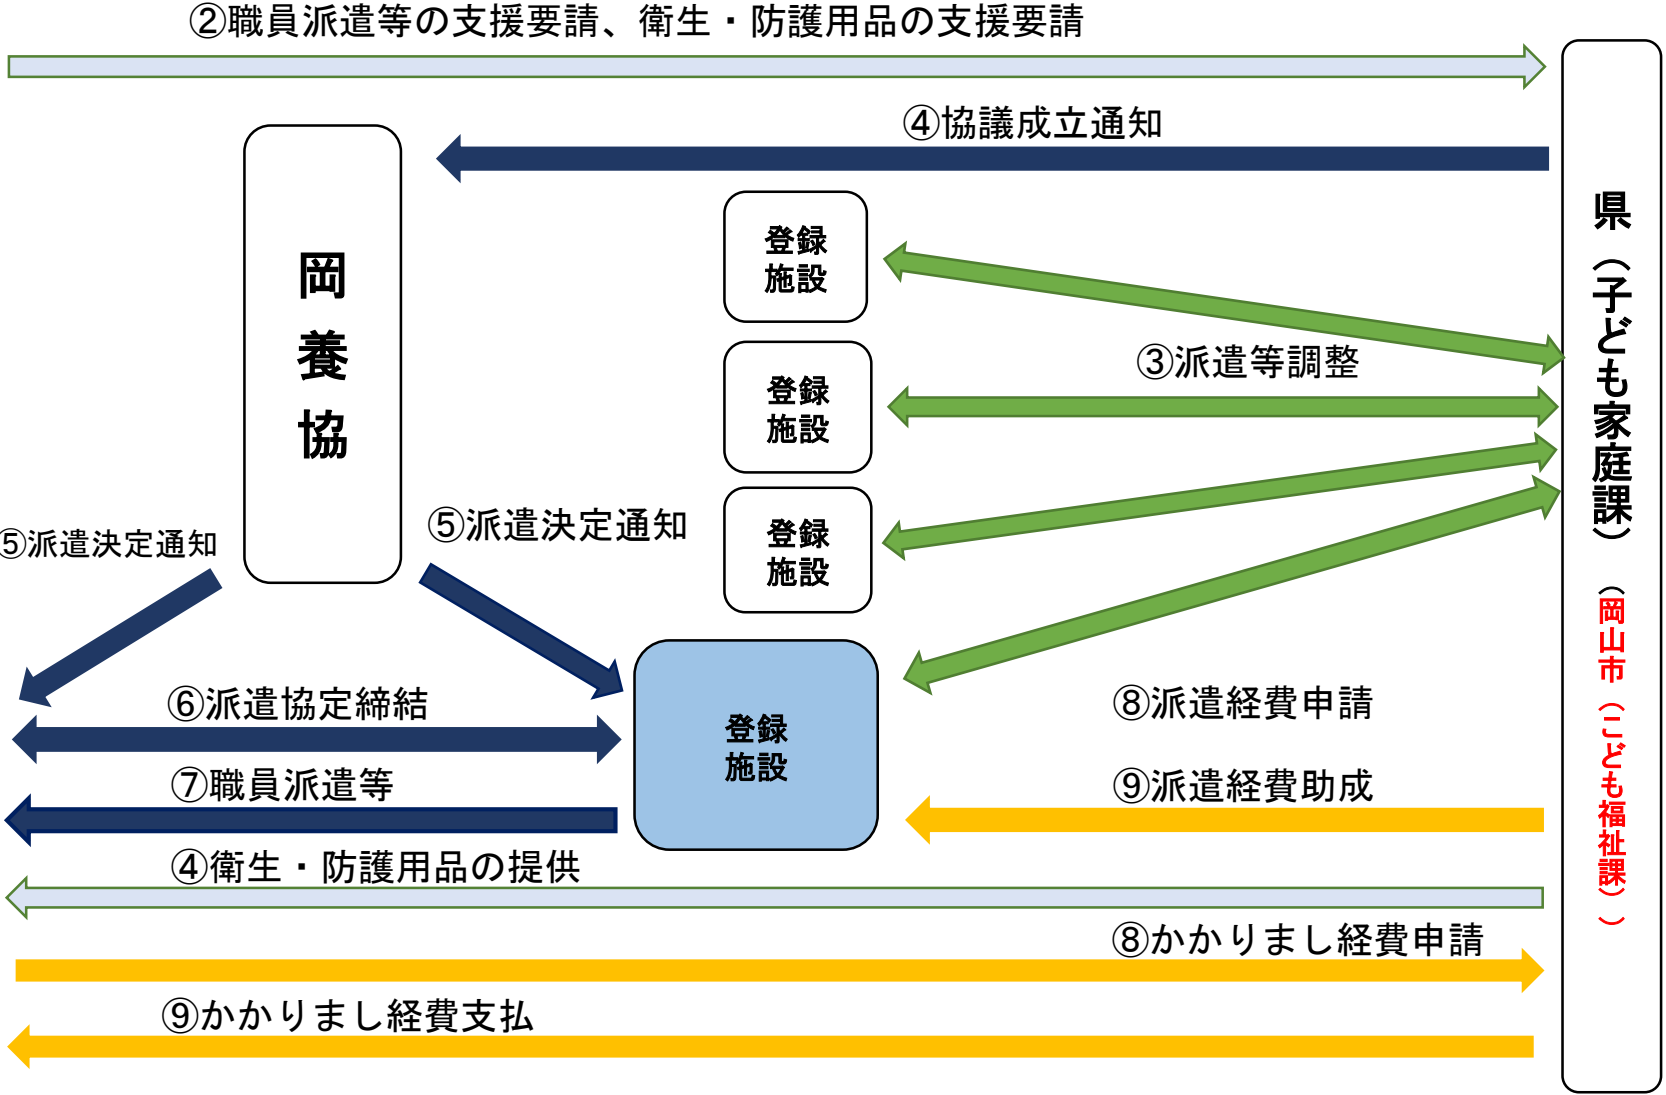 ②職員派遣等の支援要請、衛生・防護用品の支援要請
④協議成立通知
岡養協
登録
施設
登録
施設
登録
施設
③派遣等調整
県（子ども家庭課）
（岡山市（こども福祉課））
⑤派遣決定通知
⑤派遣決定通知
登録
施設
⑥派遣協定締結
⑦職員派遣等
⑧派遣経費申請
⑨派遣経費助成
④衛生・防護用品の提供
⑧かかりまし経費申請
⑨かかりまし経費支払